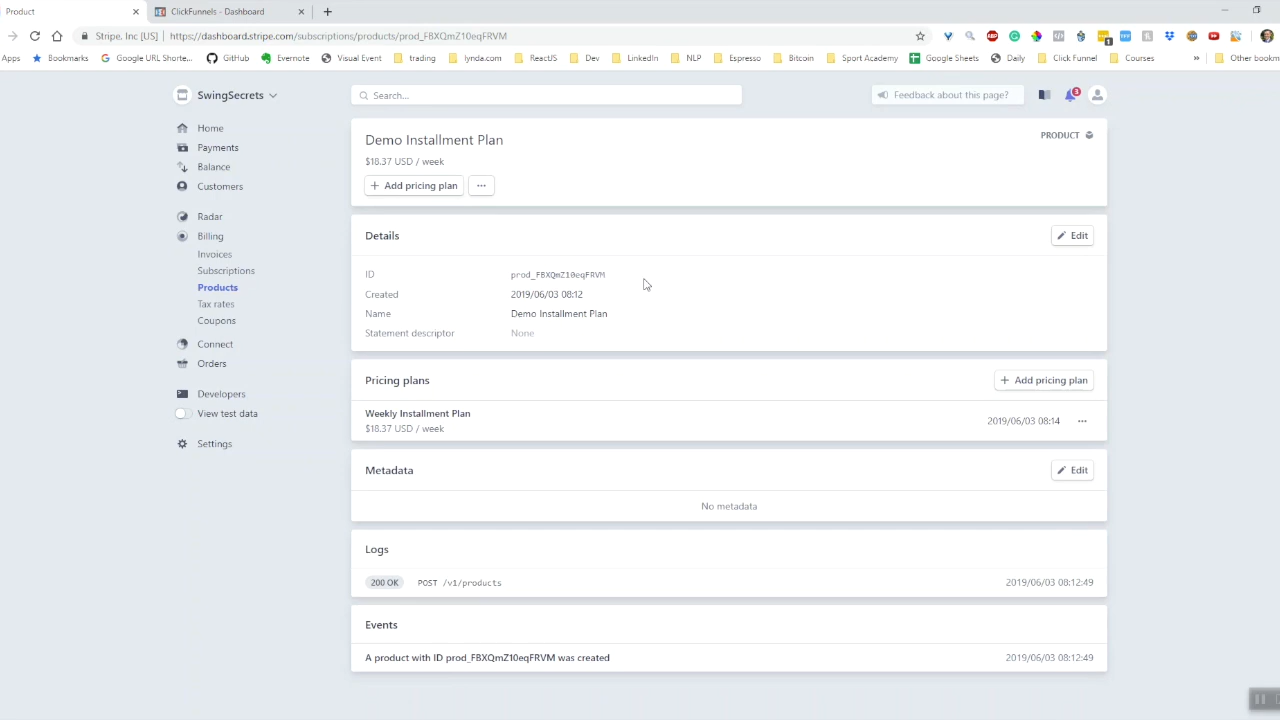 Product
ClickFunnels - Dashboard
Stripe, Inc [US] | https://dashboard.stripe.com/subscriptions/products/prod_FBXQmZ10eqFRVM
Apps Bookmarks Google URL Shorte... GitHub Evernote Visual Event Trading lynda.com ReactJS Dev LinkedIn NLP Espresso Bitcoin Sport Academy Google Sheets Daily Click Funnel Courses » Other bookm
SwingSecrets
Search...
Feedback about this page?
3
Home
Payments
Balance
Customers
Radar
Billing
Invoices
Subscriptions
Products
Tax rates
Coupons
Connect
Orders
Developers
View test data
Settings
Demo Installment Plan
PRODUCT
$18.37 USD / week
+ Add pricing plan
...
Details
Edit
ID prod_FBXQmZ10eqFRVM
Created 2019/06/03 08:12
Name Demo Installment Plan
Statement descriptor None
Pricing plans
+ Add pricing plan
Weekly Installment Plan
$18.37 USD / week
2019/06/03 08:14 ...
Metadata
Edit
No metadata
Logs
200 OK POST /v1/products 2019/06/03 08:12:49
Events
A product with ID prod_FBXQmZ10eqFRVM was created 2019/06/03 08:12:49